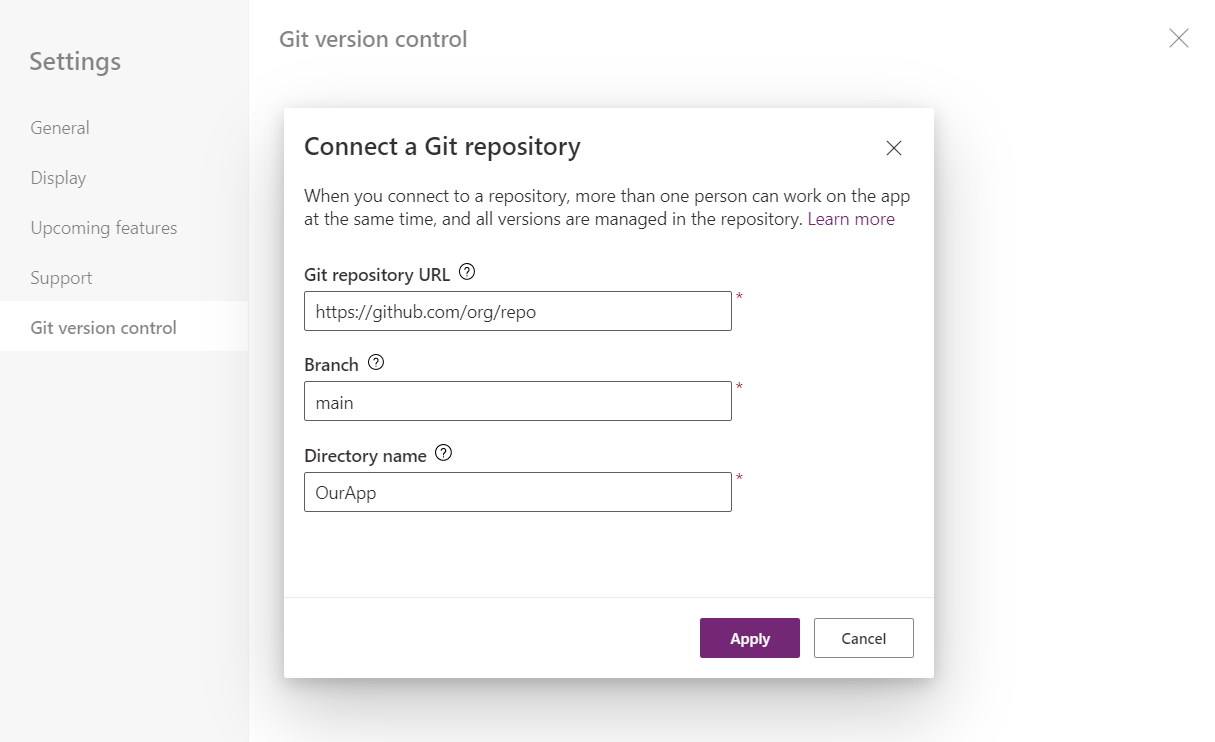 Settings
General
Display
Upcoming features
Support
Git version control
Git version control
Connect a Git repository
When you connect to a repository, more than one person can work on the app
at the same time, and all versions are managed in the repository. Learn more
Git repository URL ?
https://github.com/org/repo *
Branch ?
main *
Directory name ?
OurApp *
Apply
Cancel